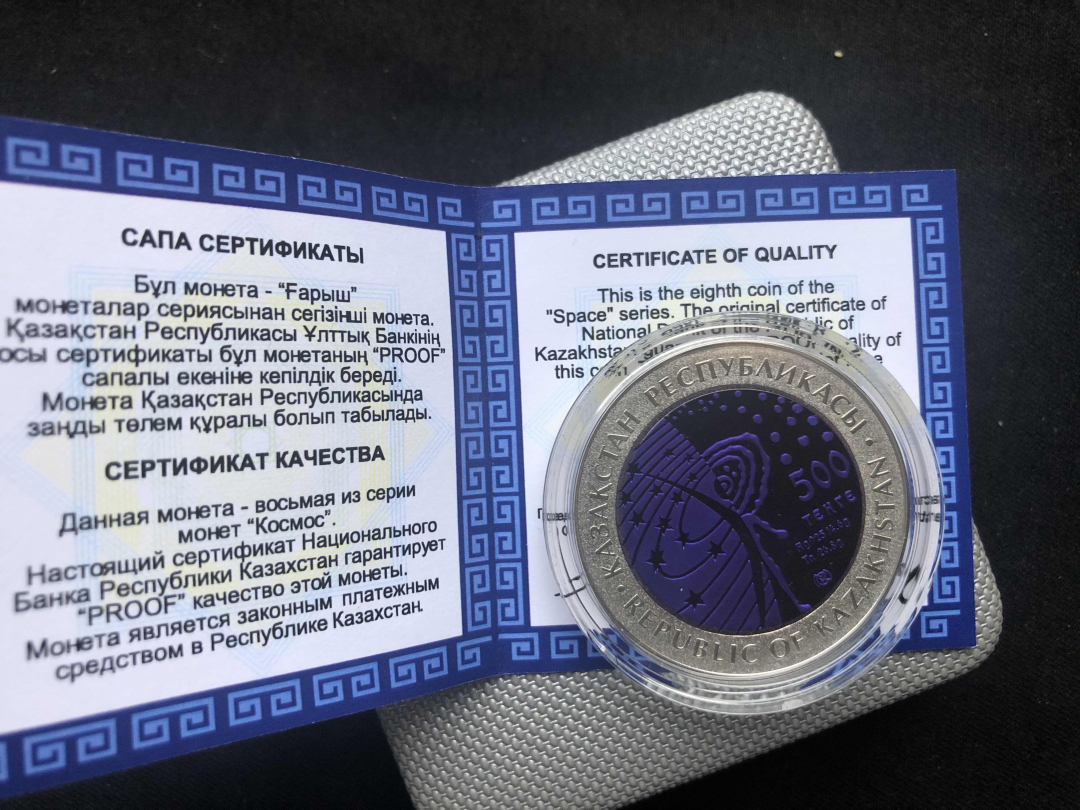 САПА СЕРТИФИКАТЫ
Бұл монета - “Ғарыш”
монеталар сериясынан сегізінші монета.
Қазақстан Республикасы Ұлттық Банкінің
осы сертификаты бұл монетаның “PROOF”
сапалы екеніне кепілдік береді.
Монета Қазақстан Республикасында
заңды төлем құралы болып табылады.
СЕРТИФИКАТ КАЧЕСТВА
Данная монета - восьмая из серии
монет “Космос”.
Настоящий сертификат Национального
Банка Республики Казахстан гарантирует
“PROOF” качество этой монеты.
Монета является законным платежным
средством в Республике Казахстан.
CERTIFICATE OF QUALITY
This is the eighth coin of the
"Space" series. The original certificate of
National of the of
this
ҚАЗАҚСТАН РЕСПУБЛИКАСЫ
500
ТЕҢГЕ
REPUBLIC OF KAZAKHSTAN